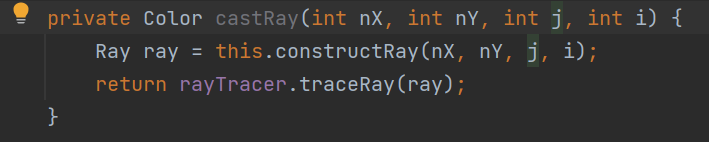 private Color castRay(int nX, int nY, int j, int i) {
    Ray ray = this.constructRay(nX, nY, j, i);
    return rayTracer.traceRay(ray);
}